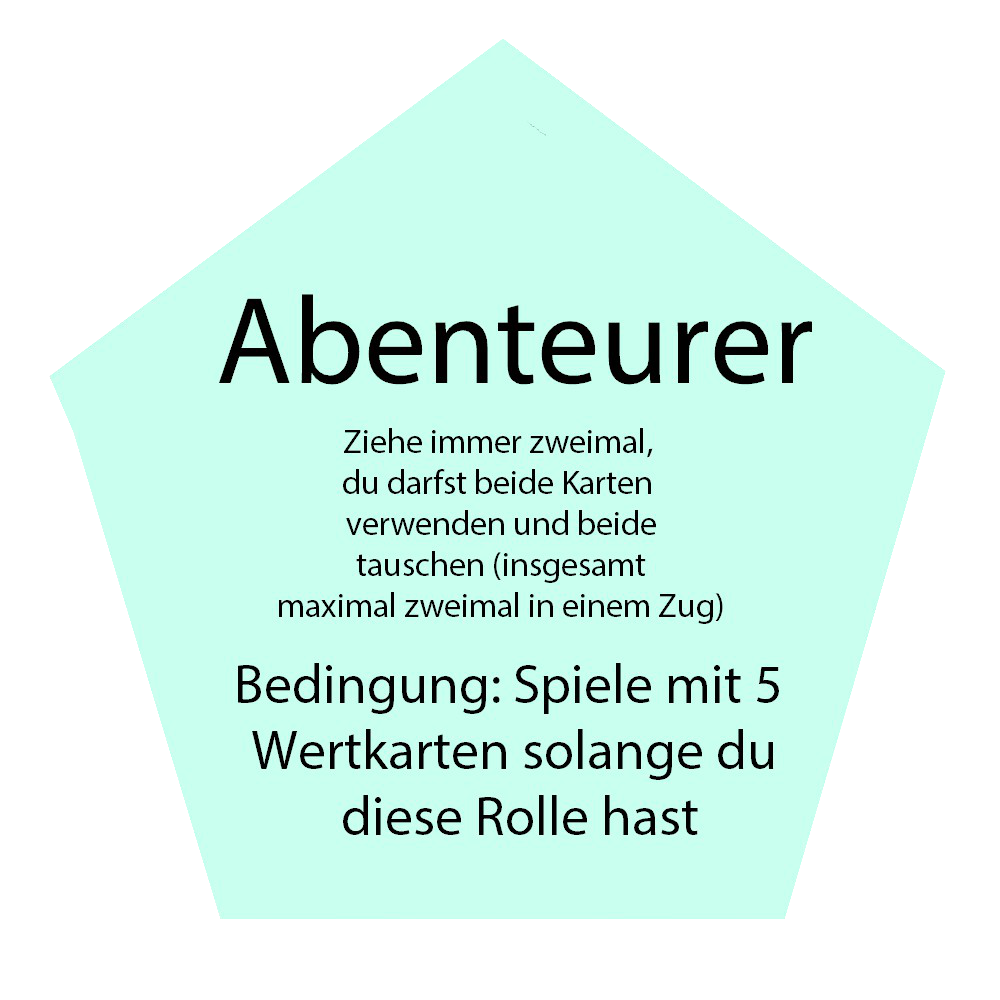 Abenteurer
Ziehe immer zweimal,
du darfst beide Karten
verwenden und beide
tauschen (insgesamt
maximal zweimal in einem Zug)
Bedingung: Spiele mit 5
Wertkarten solange du
diese Rolle hast